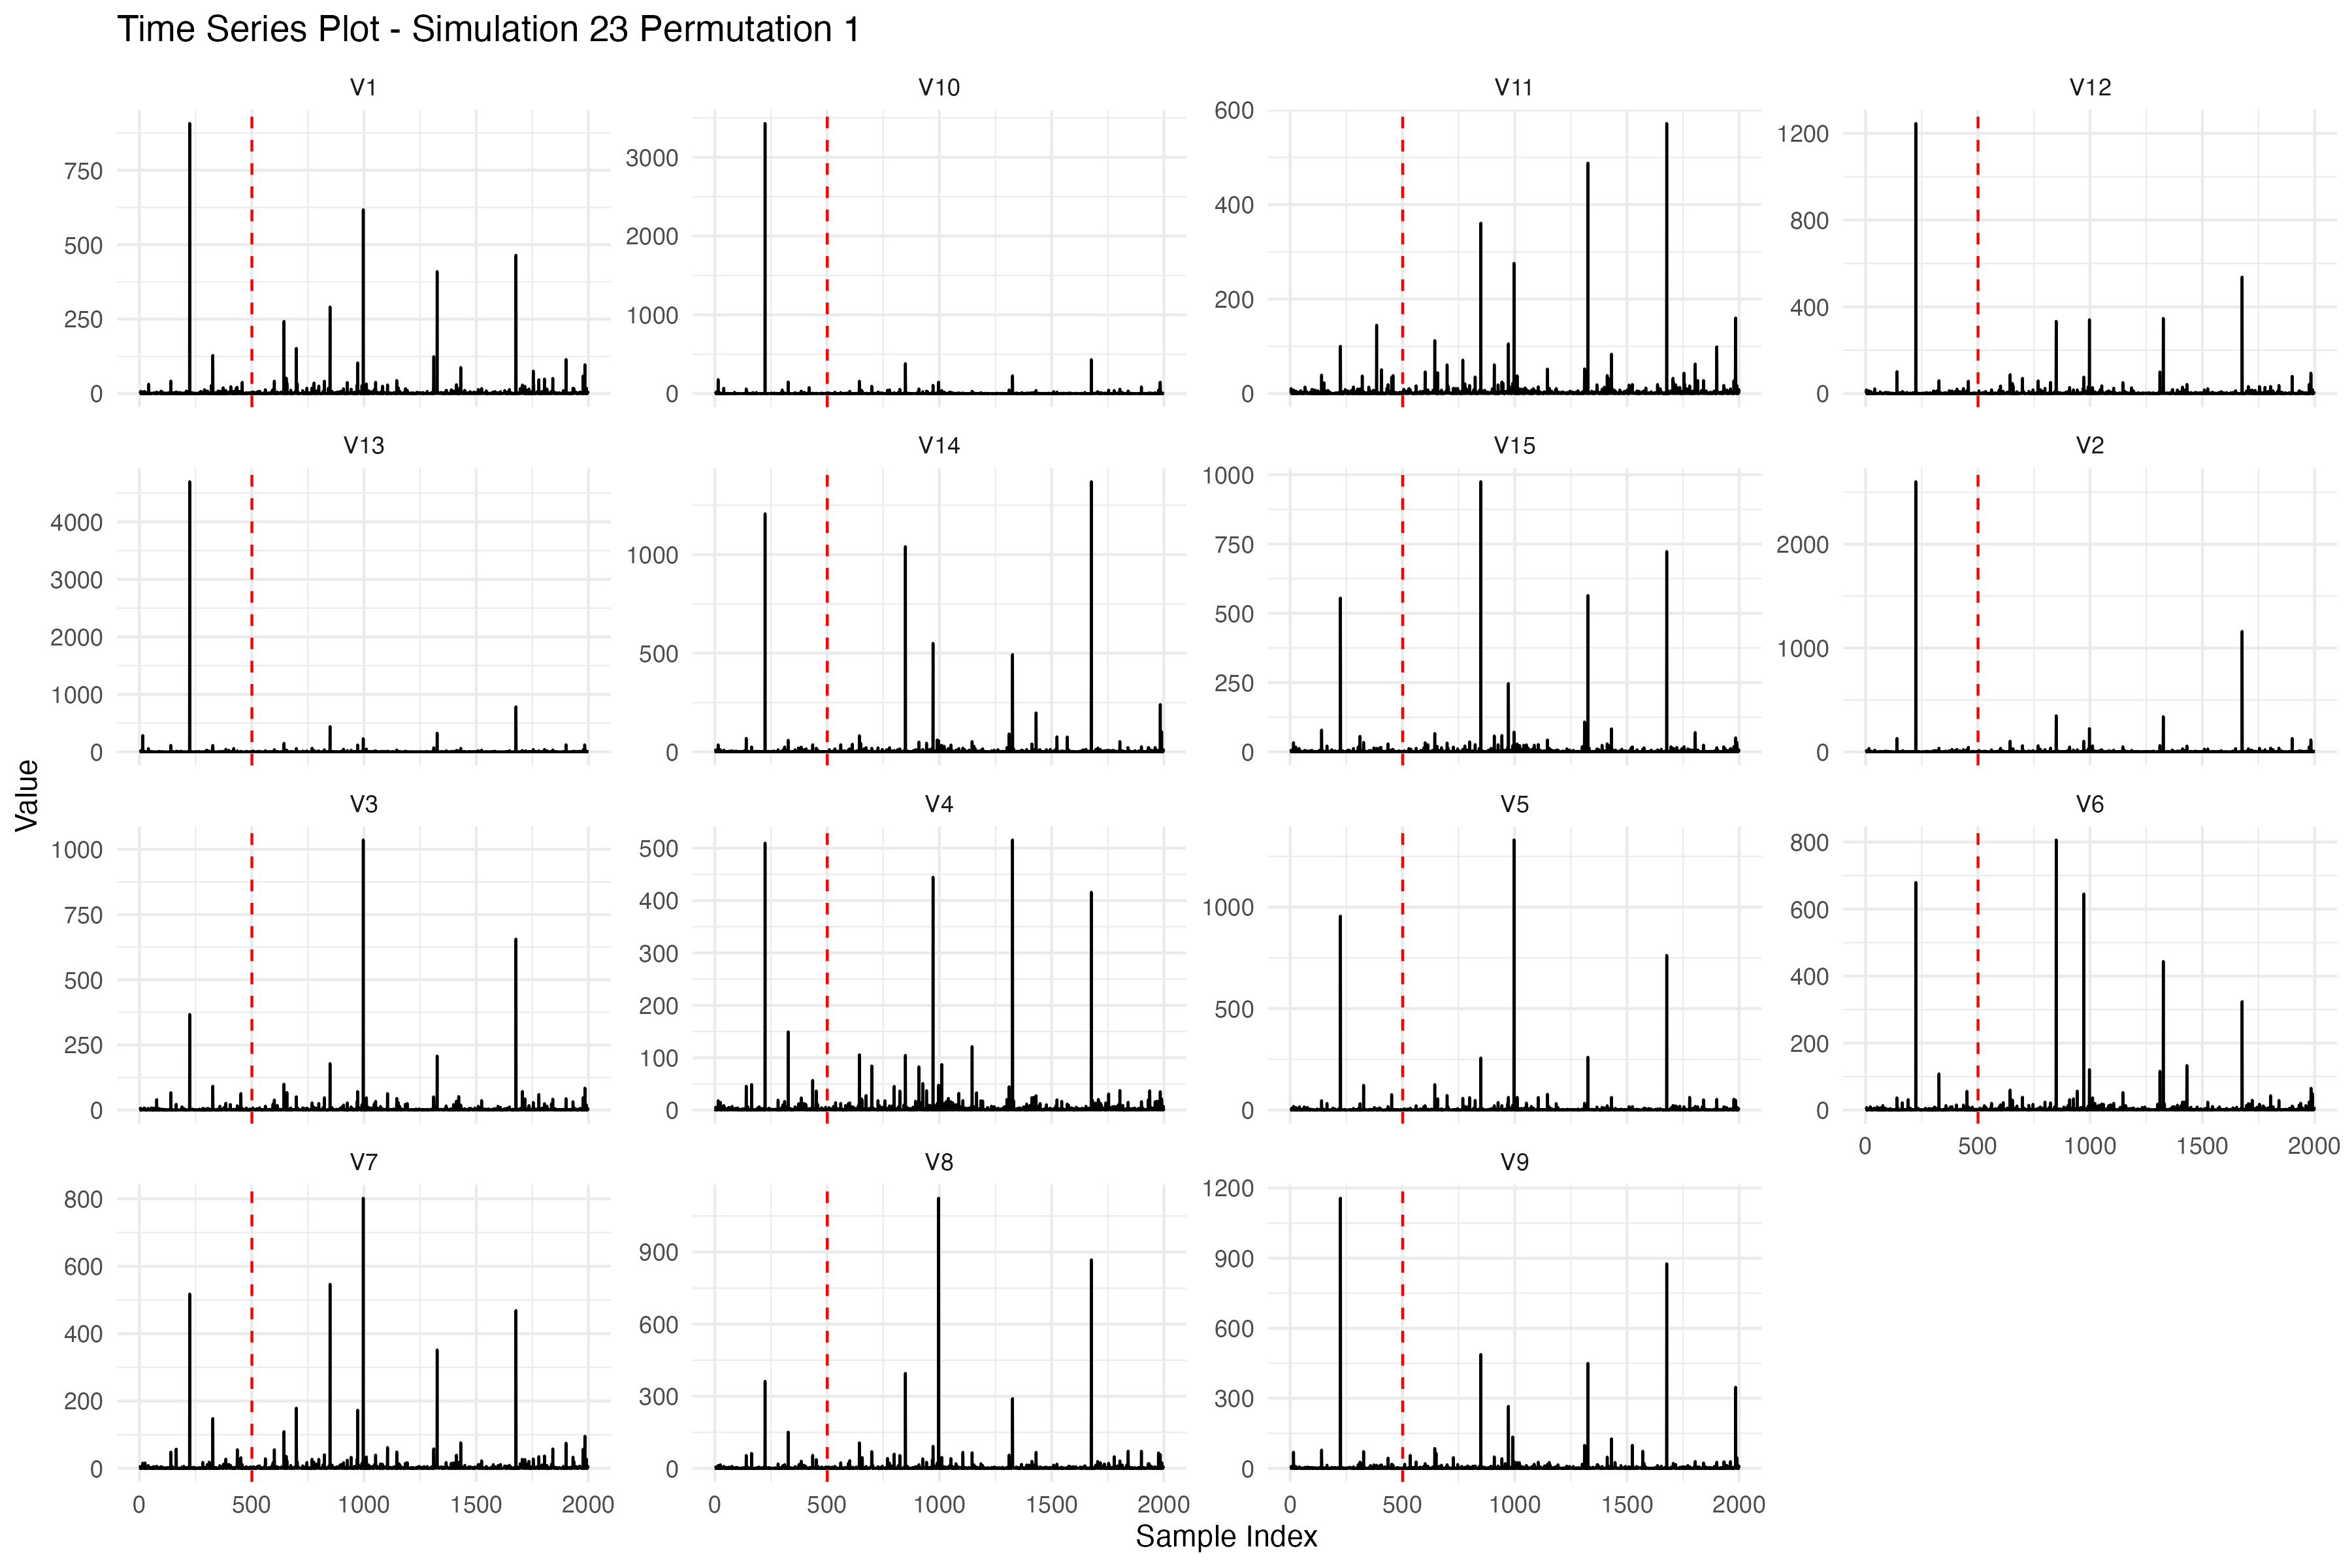 Time Series Plot - Simulation 23 Permutation 1
V1 V10 V11 V12
750 500 250 0
3000 2000 1000 0
600 400 200 0
1200 800 400 0
V13 V14 V15 V2
4000 3000 2000 1000 0
1000 500 0
1000 750 500 250 0
2000 1000 0
Value
V3 V4 V5 V6
1000 750 500 250 0
500 400 300 200 100 0
1000 500 0
800 600 400 200 0
0 500 1000 1500 2000
V7 V8 V9
800 600 400 200 0
900 600 300 0
1200 900 600 300 0
0 500 1000 1500 2000
0 500 1000 1500 2000
0 500 1000 1500 2000
Sample Index